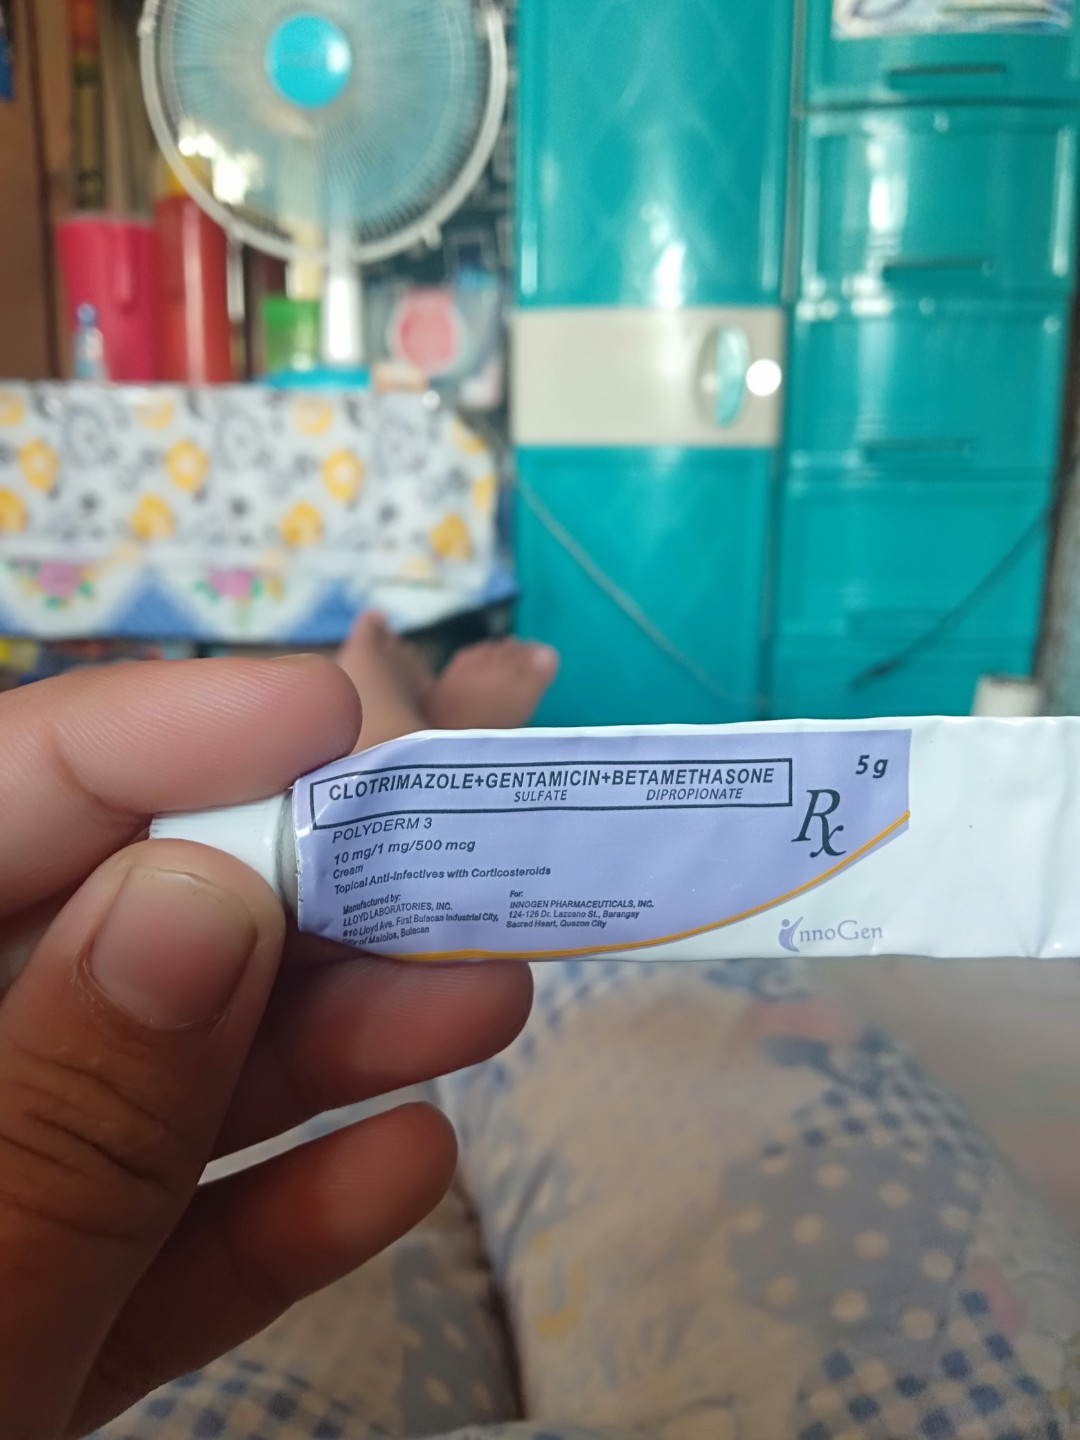 CLOTRIMAZOLE+GENTAMICIN+BETAMETHASONE
SULFATE DIPROPIONATE
5 g
Rx
POLYDERM 3
10 mg/1 mg/500 mcg
Cream
Topical Anti-Infectives with Corticosteroids
Manufactured by:
LLOYD LABORATORIES, INC.
#10 Lloyd Ave. First Bulacan Industrial City,
City of Malolos, Bulacan
For:
INNOGEN PHARMACEUTICALS, INC.
124-126 Dr. Lazcano St., Barangay
Sacred Heart, Quezon City
InnoGen